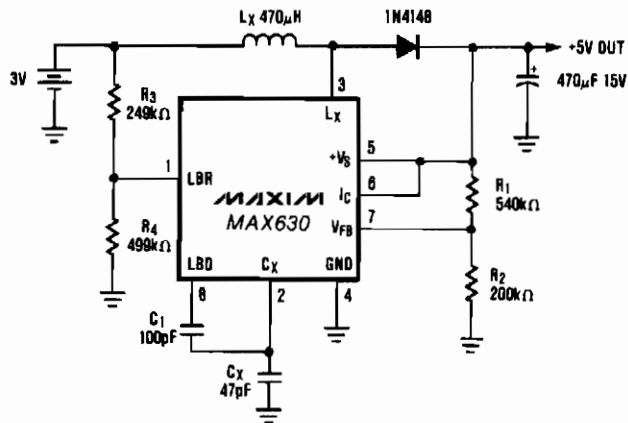 LX 470µH
1N4148
+5V OUT
3V
470µF 15V
R3
249kΩ
3
LX
1
LBR
5
+VS
6
IC
R1
540kΩ
MAXIM
MAX630
7
VFB
R4
499kΩ
LBD
CX
GND
R2
200kΩ
8
2
4
C1
100pF
CX
47pF